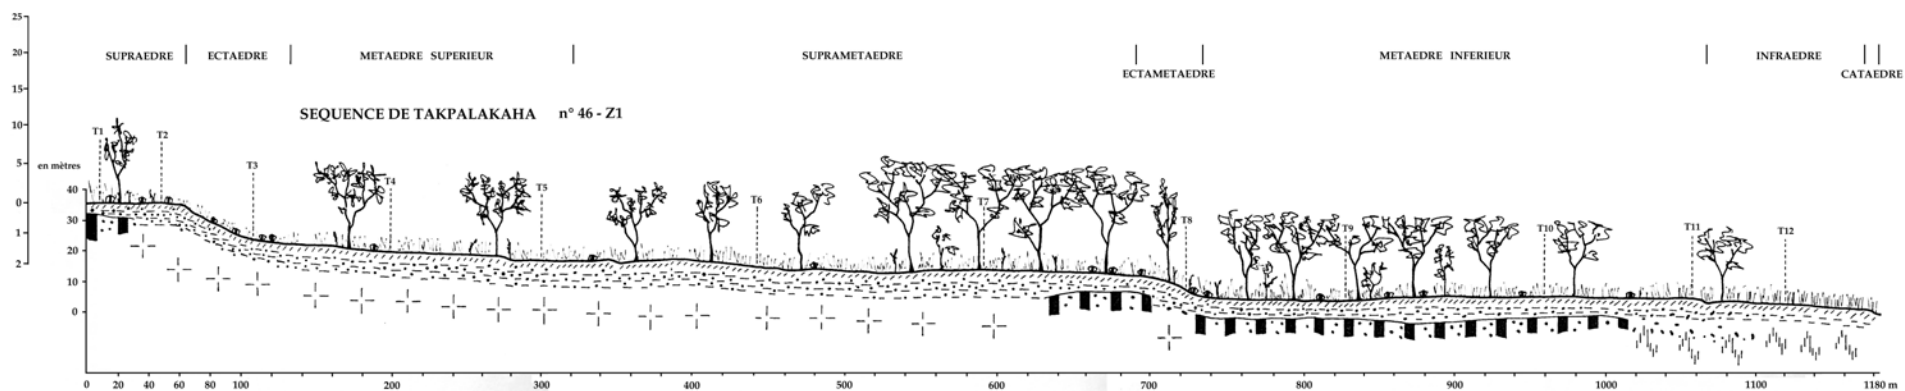 25
20
15
10
5
0
1
2
SUPRAEDRE ECTAEDRE METAEDRE SUPERIEUR SUPRAMETAEDRE METAEDRE INFERIEUR INFRAEDRE
ECTAMETAEDRE CATAEDRE
SEQUENCE DE TAKPALAKAHA n° 46 - Z1
T1 T2 T3 T4 T5 T6 T7 T8 T9 T10 T11 T12
en mètres
40
30
20
10
0
0 20 40 60 80 100 200 300 400 500 600 700 800 900 1000 1100 1180 m